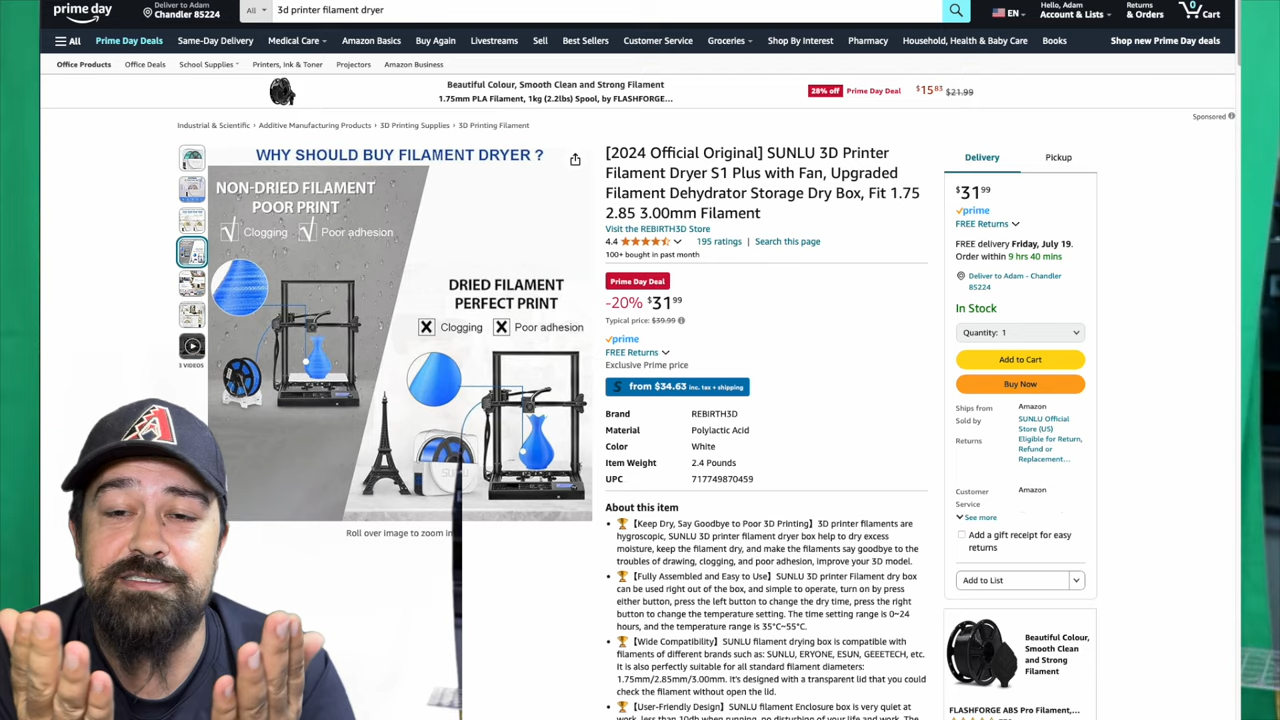 prime day
Deliver to Adam
Chandler 85224
All
3d printer filament dryer
EN
Hello, Adam
Account & Lists
Returns
& Orders
0
Cart
All
Prime Day Deals
Same-Day Delivery
Medical Care
Amazon Basics
Buy Again
Livestreams
Sell
Best Sellers
Customer Service
Groceries
Shop By Interest
Pharmacy
Household, Health & Baby Care
Books
Shop new Prime Day deals
Office Products
Office Deals
School Supplies
Printers, Ink & Toner
Projectors
Amazon Business
Beautiful Colour, Smooth Clean and Strong Filament
1.75mm PLA Filament, 1kg (2.2lbs) Spool, by FLASHFORGE...
28% off Prime Day Deal $15.83 $21.99
Sponsored
Industrial & Scientific › Additive Manufacturing Products › 3D Printing Supplies › 3D Printing Filament
3 VIDEOS
WHY SHOULD BUY FILAMENT DRYER ?
NON-DRIED FILAMENT
POOR PRINT
Clogging Poor adhesion
DRIED FILAMENT
PERFECT PRINT
Clogging Poor adhesion
SUNLU
Roll over image to zoom in
[2024 Official Original] SUNLU 3D Printer
Filament Dryer S1 Plus with Fan, Upgraded
Filament Dehydrator Storage Dry Box, Fit 1.75
2.85 3.00mm Filament
Visit the REBIRTH3D Store
4.4 195 ratings | Search this page
100+ bought in past month
Prime Day Deal
-20% $31 99
Typical price: $39.99
prime
FREE Returns
Exclusive Prime price
S from $34.63 inc. tax + shipping
Brand REBIRTH3D
Material Polylactic Acid
Color White
Item Weight 2.4 Pounds
UPC 717749870459
About this item
• 🏆【Keep Dry, Say Goodbye to Poor 3D Printing】3D printer filaments are
hygroscopic, SUNLU 3D printer filament dryer box help to dry excess
moisture, keep the filament dry, and make the filaments say goodbye to the
troubles of drawing, clogging, and poor adhesion, improve your 3D model.
• 🏆【Fully Assembled and Easy to Use】SUNLU 3D printer Filament dry box
can be used right out of the box, and simple to operate, turn on by press
either button, press the left button to change the dry time, press the right
button to change the temperature setting. The time setting range is 0~24
hours, and the temperature range is 35°C~55°C.
• 🏆【Wide Compatibility】SUNLU filament drying box is compatible with
filaments of different brands such as: SUNLU, ERYONE, ESUN, GEEETECH, etc.
It is also perfectly suitable for all standard filament diameters:
1.75mm/2.85mm/3.00mm. It's designed with a transparent lid that you could
check the filament without open the lid.
• 🏆【User-Friendly Design】SUNLU filament Enclosure box is very quiet at
work, less than 10db when running, no disturbing of your life and work. The
Delivery
Pickup
$31 99
prime
FREE Returns
FREE delivery Friday, July 19.
Order within 9 hrs 40 mins
Deliver to Adam - Chandler
85224
In Stock
Quantity: 1
Add to Cart
Buy Now
Ships from Amazon
Sold by SUNLU Official
Store (US)
Returns Eligible for Return,
Refund or
Replacement...
Customer Amazon
Service
See more
Add a gift receipt for easy
returns
Add to List
Beautiful Colour,
Smooth Clean
and Strong
Filament
FLASHFORGE ABS Pro Filament,...